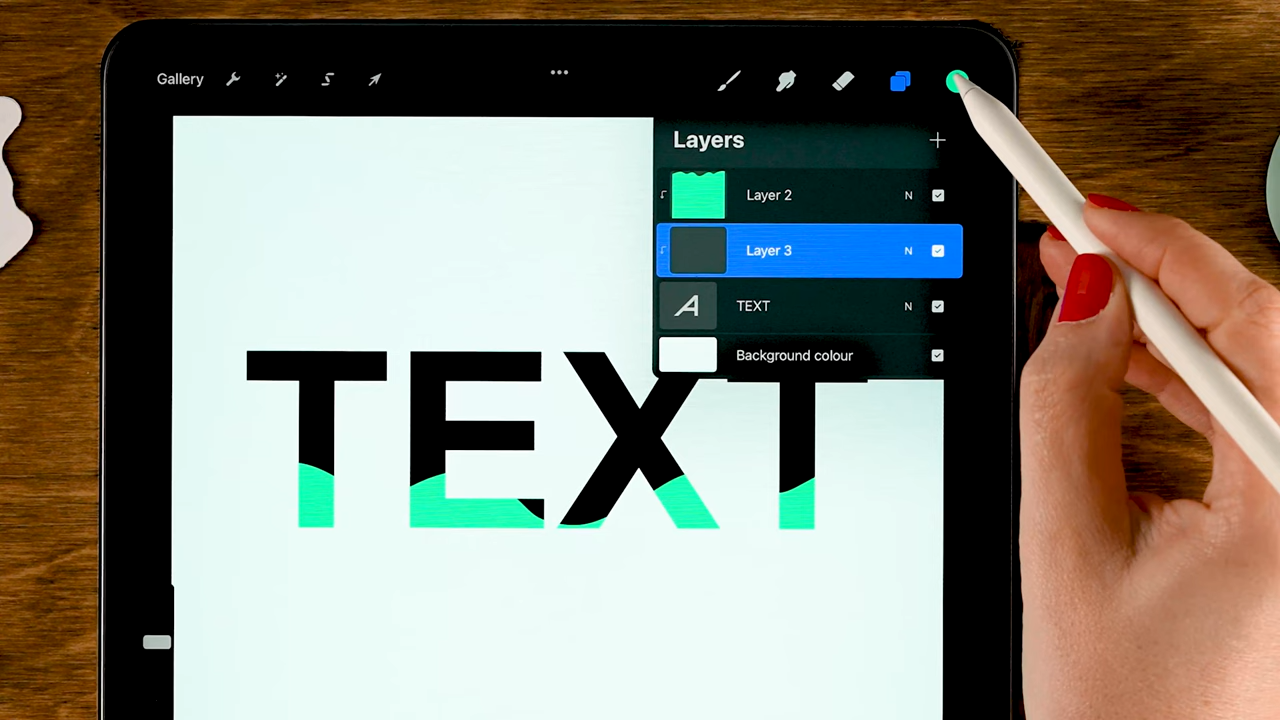 Gallery
Layers
Layer 2 N
Layer 3 N
A TEXT N
Background colour
TEXT